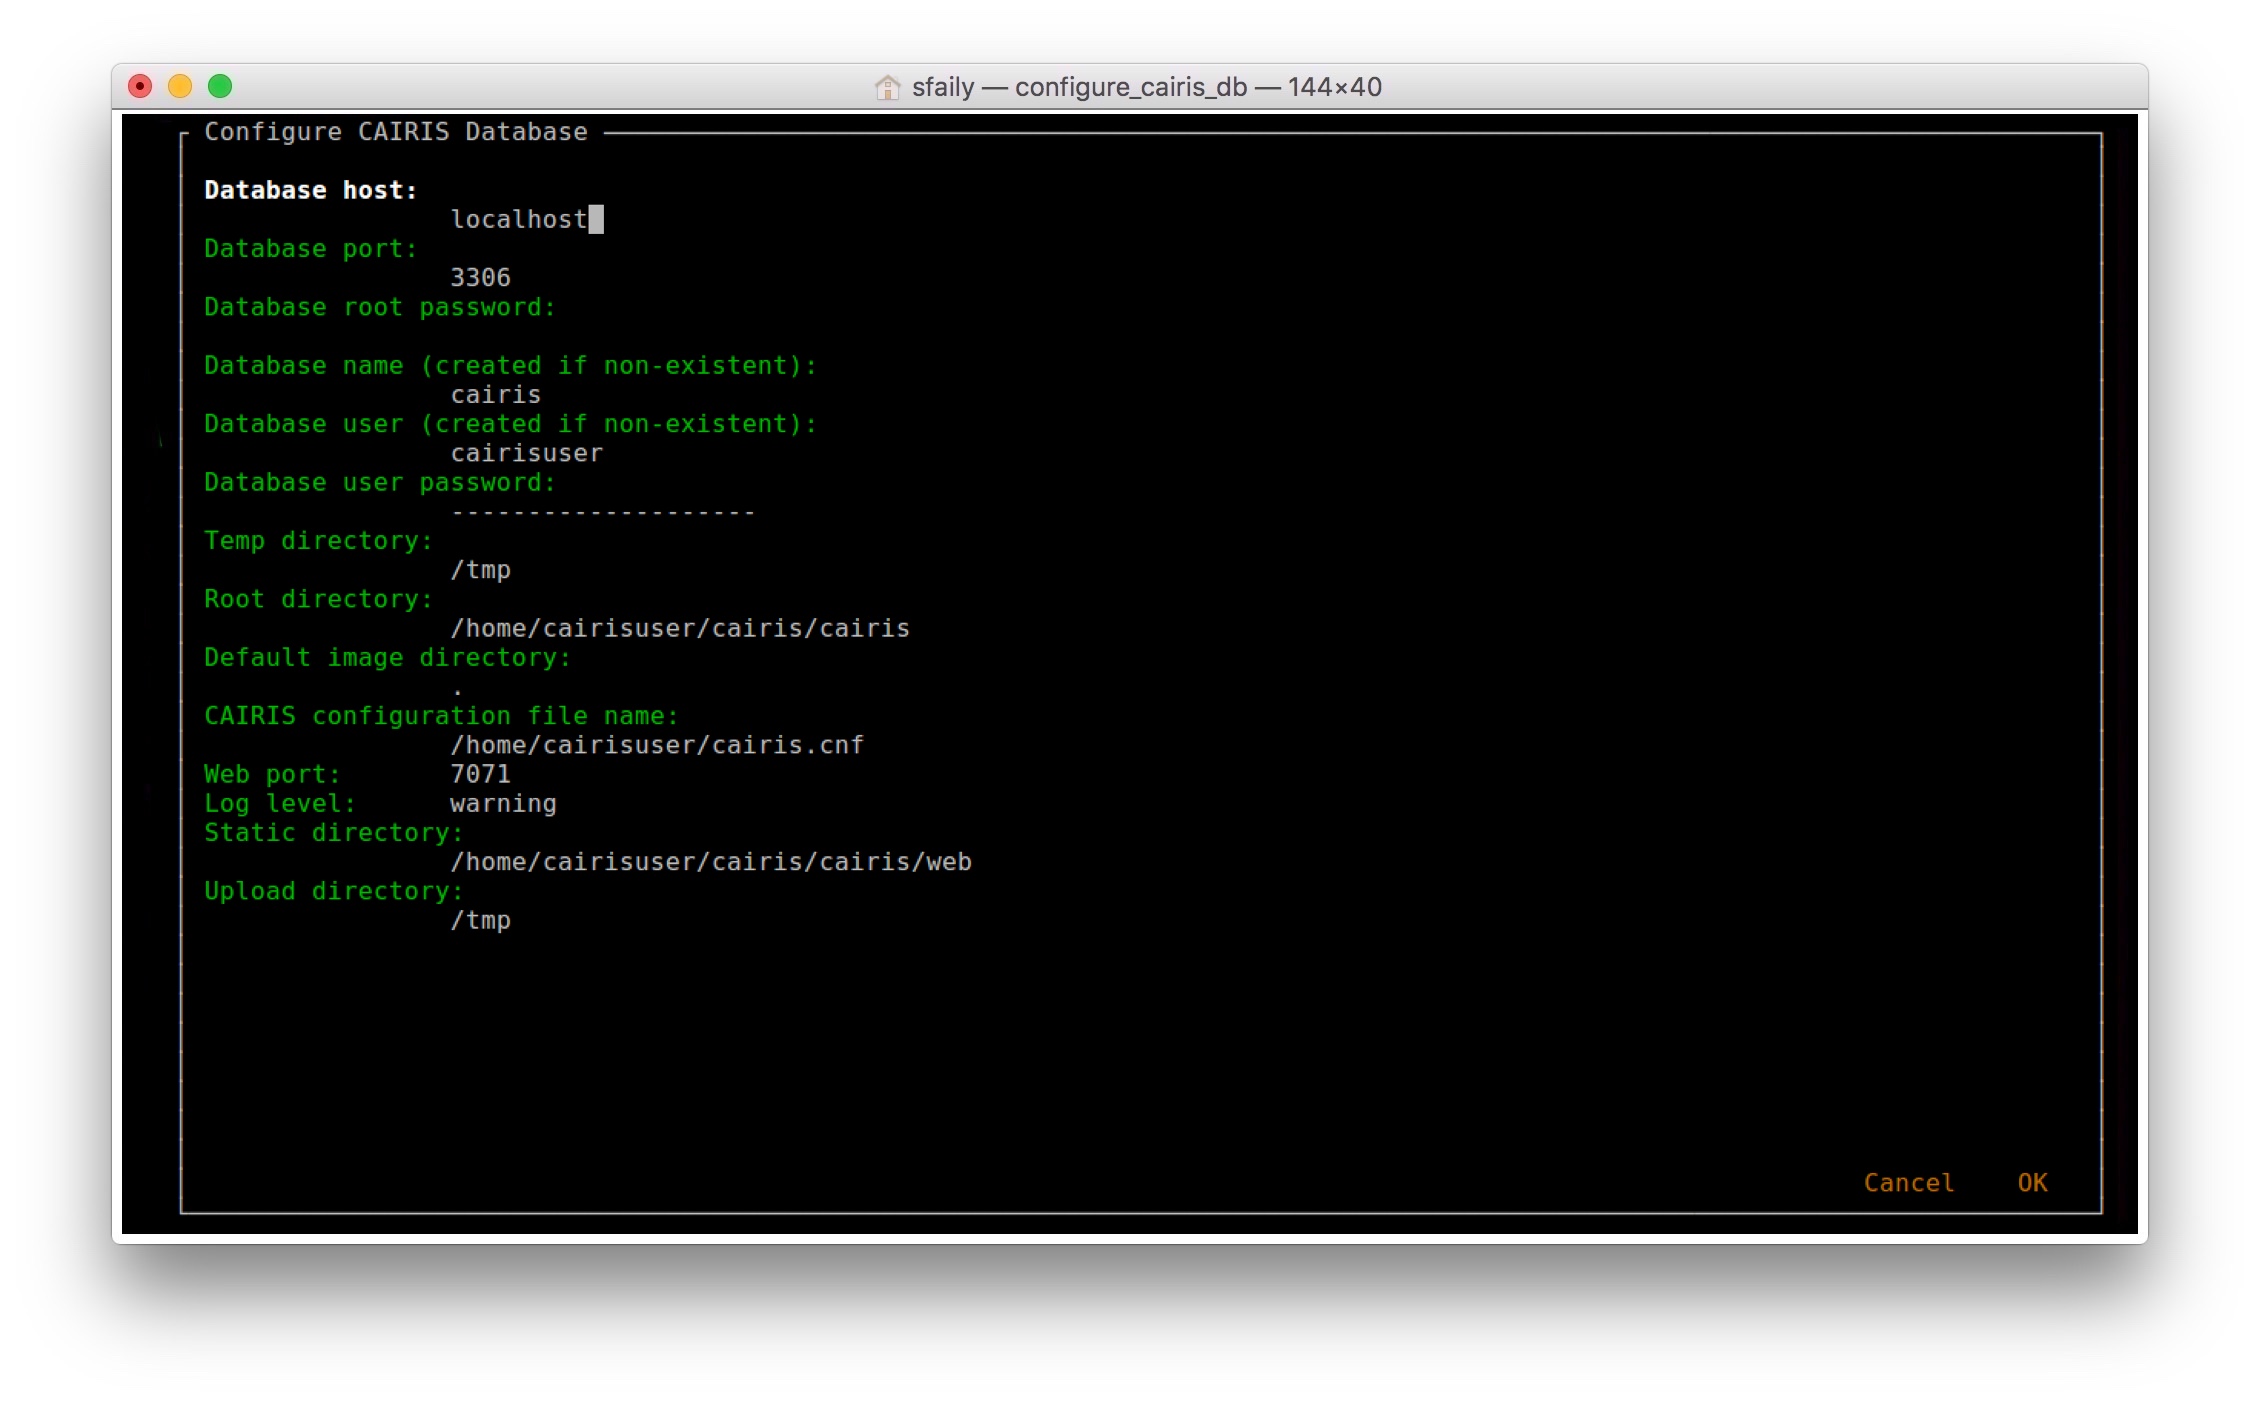 sfaily — configure_cairis_db — 144×40
Configure CAIRIS Database
Database host:
localhost
Database port:
3306
Database root password:
Database name (created if non-existent):
cairis
Database user (created if non-existent):
cairisuser
Database user password:
--------------------
Temp directory:
/tmp
Root directory:
/home/cairisuser/cairis/cairis
Default image directory:
.
CAIRIS configuration file name:
/home/cairisuser/cairis.cnf
Web port: 7071
Log level: warning
Static directory:
/home/cairisuser/cairis/cairis/web
Upload directory:
/tmp
Cancel OK